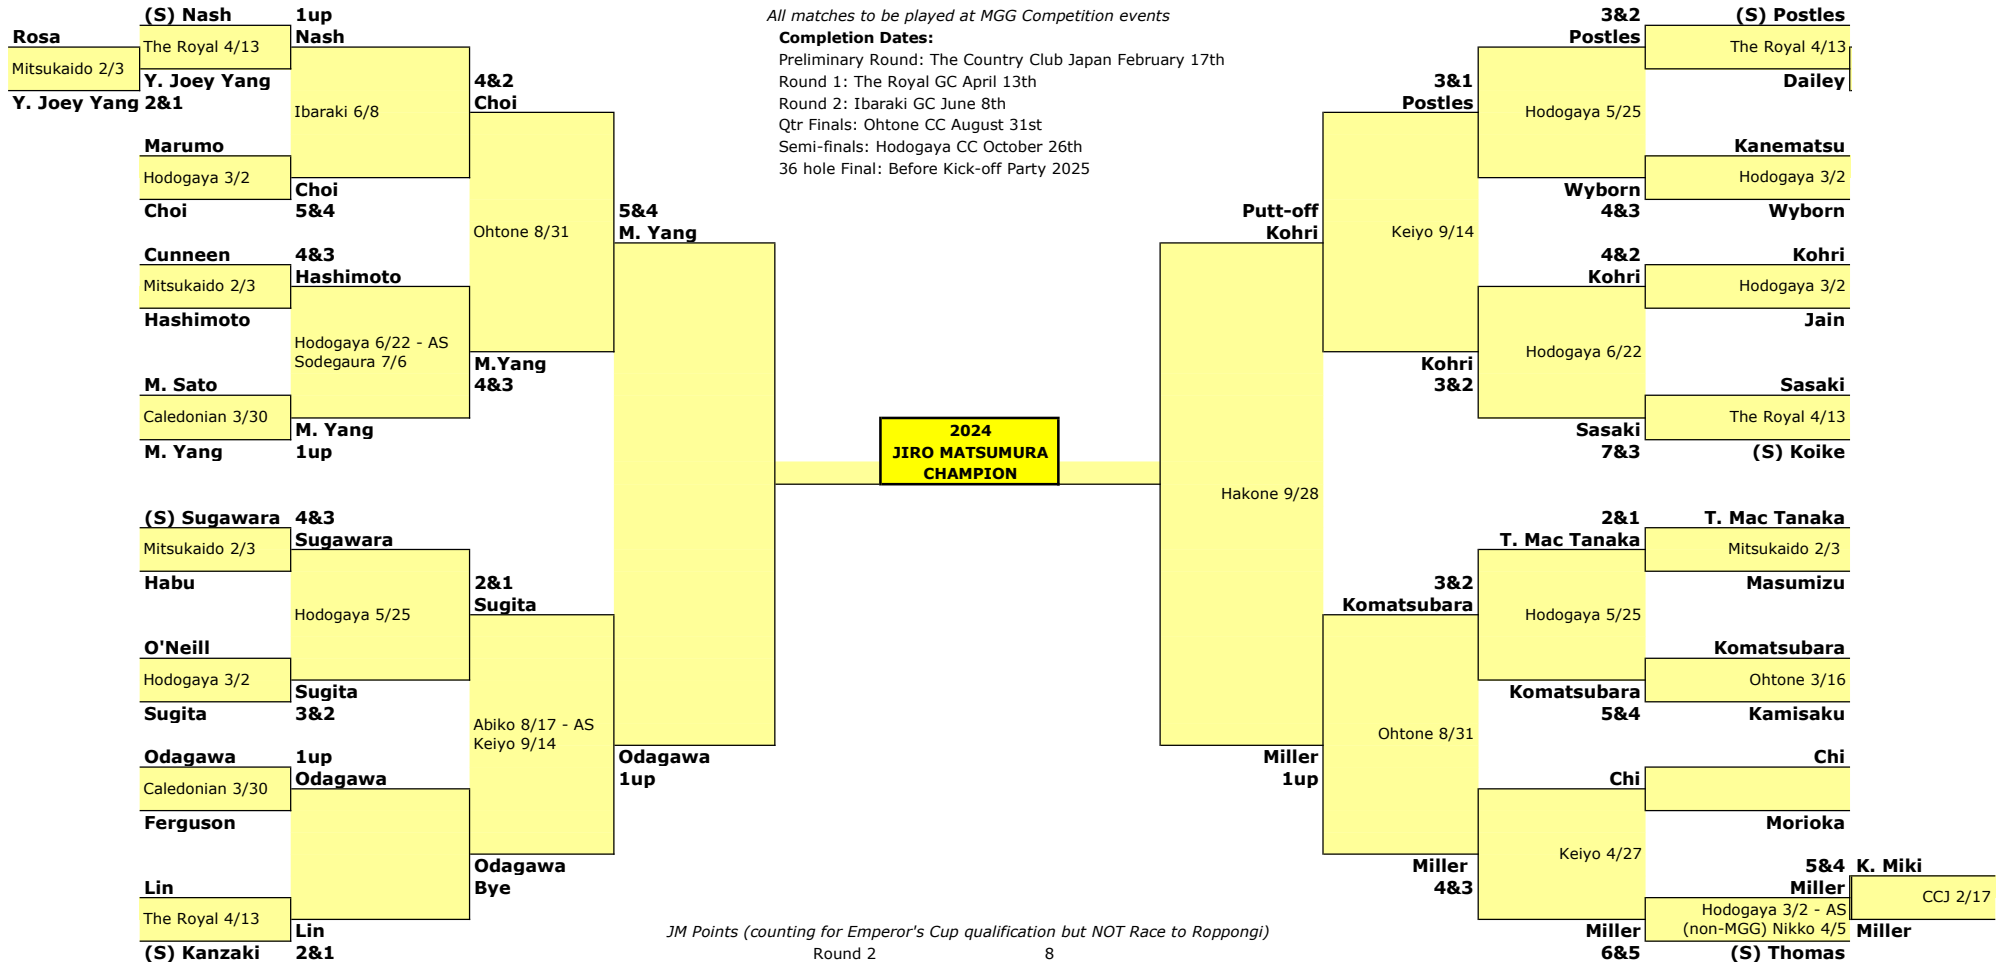 (S) Nash
1up
Rosa
The Royal 4/13
Nash
Mitsukaido 2/3
Y. Joey Yang
Y. Joey Yang
2&1
4&2
Choi
Ibaraki 6/8
Marumo
Hodogaya 3/2
Choi
Choi
5&4
Ohtone 8/31
5&4
M. Yang
Cunneen
4&3
Mitsukaido 2/3
Hashimoto
Hashimoto
Hodogaya 6/22 - AS
Sodegaura 7/6
M.Yang
4&3
M. Sato
Caledonian 3/30
M. Yang
M. Yang
1up
(S) Sugawara
4&3
Mitsukaido 2/3
Sugawara
Habu
2&1
Sugita
Hodogaya 5/25
O'Neill
Hodogaya 3/2
Sugita
Sugita
3&2
Abiko 8/17 - AS
Keiyo 9/14
Odagawa
1up
Odagawa
1up
Caledonian 3/30
Odagawa
Ferguson
Odagawa
Bye
Lin
The Royal 4/13
Lin
(S) Kanzaki
2&1
All matches to be played at MGG Competition events
Completion Dates:
Preliminary Round: The Country Club Japan February 17th
Round 1: The Royal GC April 13th
Round 2: Ibaraki GC June 8th
Qtr Finals: Ohtone CC August 31st
Semi-finals: Hodogaya CC October 26th
36 hole Final: Before Kick-off Party 2025
2024
JIRO MATSUMURA
CHAMPION
JM Points (counting for Emperor's Cup qualification but NOT Race to Roppongi)
Round 2 8
3&2
(S) Postles
Postles
The Royal 4/13
Dailey
3&1
Postles
Hodogaya 5/25
Kanematsu
Hodogaya 3/2
Wyborn
Wyborn
4&3
Putt-off
Kohri
Keiyo 9/14
4&2
Kohri
Kohri
Hodogaya 3/2
Jain
Hodogaya 6/22
Kohri
3&2
Sasaki
The Royal 4/13
Sasaki
7&3
(S) Koike
Hakone 9/28
2&1
T. Mac Tanaka
T. Mac Tanaka
Mitsukaido 2/3
Masumizu
3&2
Komatsubara
Hodogaya 5/25
Komatsubara
Ohtone 3/16
Komatsubara
5&4
Kamisaku
Ohtone 8/31
Miller
1up
Chi
Chi
Morioka
Keiyo 4/27
Miller
4&3
5&4
K. Miki
Miller
CCJ 2/17
Hodogaya 3/2 - AS
(non-MGG) Nikko 4/5
Miller
Miller
6&5
(S) Thomas